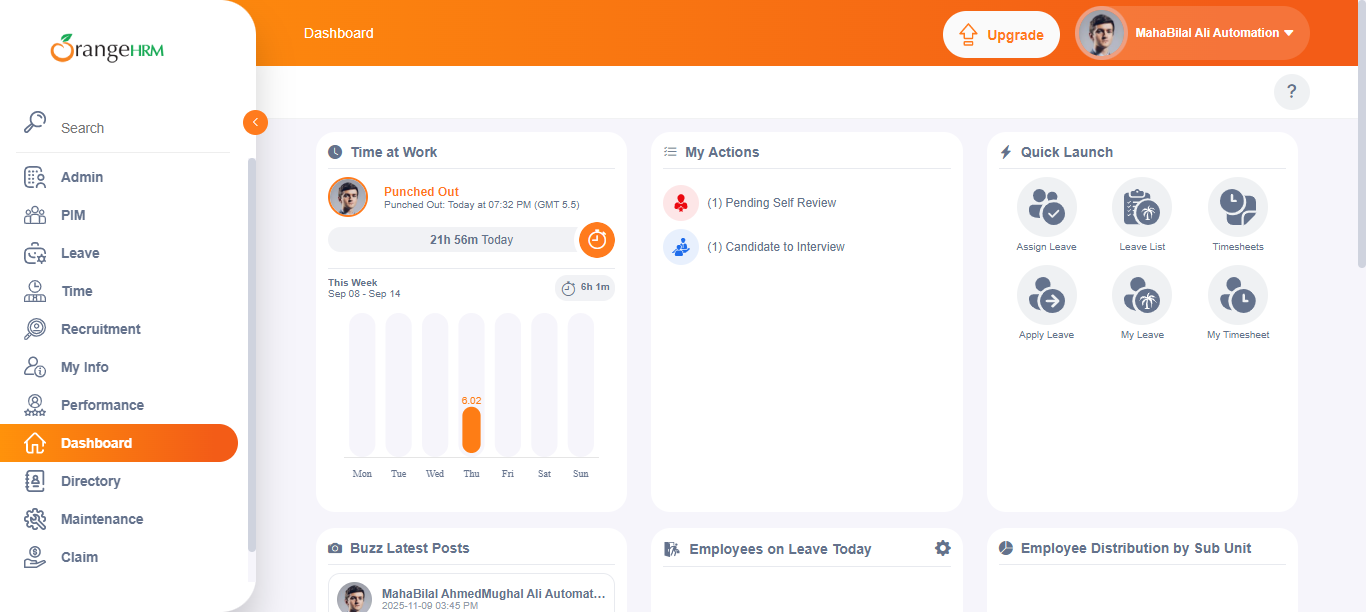 OrangeHRM
Search
Admin
PIM
Leave
Time
Recruitment
My Info
Performance
Dashboard
Directory
Maintenance
Claim
Dashboard
Upgrade
MahaBilal Ali Automation
?
Time at Work
Punched Out
Punched Out: Today at 07:32 PM (GMT 5.5)
21h 56m Today
This Week
Sep 08 - Sep 14
6h 1m
6.02
Mon Tue Wed Thu Fri Sat Sun
My Actions
(1) Pending Self Review
(1) Candidate to Interview
Quick Launch
Assign Leave Leave List Timesheets
Apply Leave My Leave My Timesheet
Buzz Latest Posts
MahaBilal AhmedMughal Ali Automat...
2025-11-09 03:45 PM
Employees on Leave Today
Employee Distribution by Sub Unit